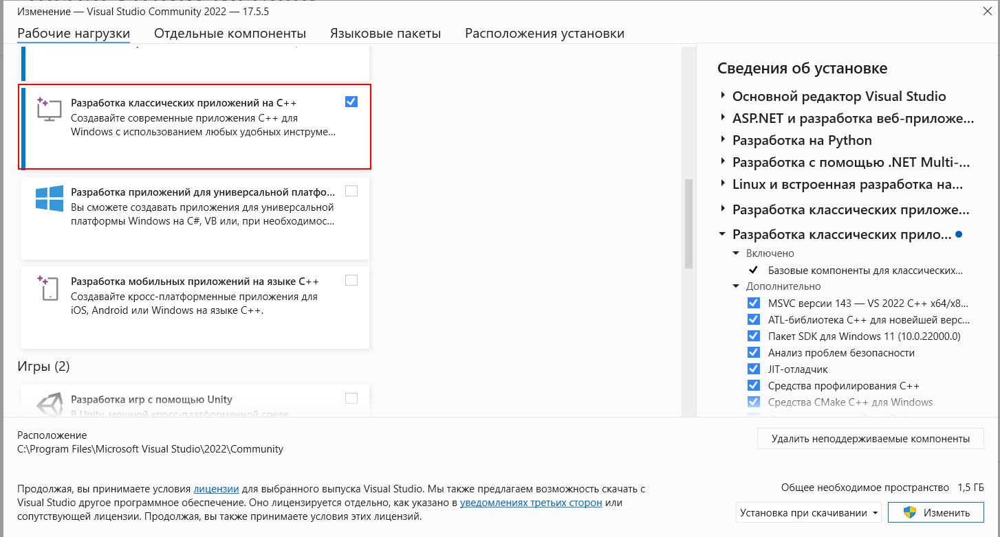 Изменение — Visual Studio Community 2022 — 17.5.5
Рабочие нагрузки
Отдельные компоненты
Языковые пакеты
Расположения установки
Разработка классических приложений на C++
Создавайте современные приложения C++ для
Windows с использованием любых удобных инструме...
Разработка приложений для универсальной платфо...
Вы сможете создавать приложения для универсальной
платформы Windows на C#, VB или, при необходимос...
Разработка мобильных приложений на языке C++
Создавайте кросс-платформенные приложения для
iOS, Android или Windows на языке C++.
Игры (2)
Разработка игр с помощью Unity
В Unity, мощной кросс-платформенной среде
Сведения об установке
Основной редактор Visual Studio
ASP.NET и разработка веб-приложе...
Разработка на Python
Разработка с помощью .NET Multi-...
Linux и встроенная разработка на...
Разработка классических приложе...
Разработка классических прило...
Включено
Базовые компоненты для классических...
Дополнительно
MSVC версии 143 — VS 2022 C++ x64/x8...
ATL-библиотека C++ для новейшей верс...
Пакет SDK для Windows 11 (10.0.22000.0)
Анализ проблем безопасности
JIT-отладчик
Средства профилирования C++
Средства CMake C++ для Windows
Расположение
C:\Program Files\Microsoft Visual Studio\2022\Community
Удалить неподдерживаемые компоненты
Продолжая, вы принимаете условия лицензии для выбранного выпуска Visual Studio. Мы также предлагаем возможность скачать с
Visual Studio другое программное обеспечение. Оно лицензируется отдельно, как указано в уведомлениях третьих сторон или
сопутствующей лицензии. Продолжая, вы также принимаете условия этих лицензий.
Общее необходимое пространство 1,5 ГБ
Установка при скачивании
Изменить